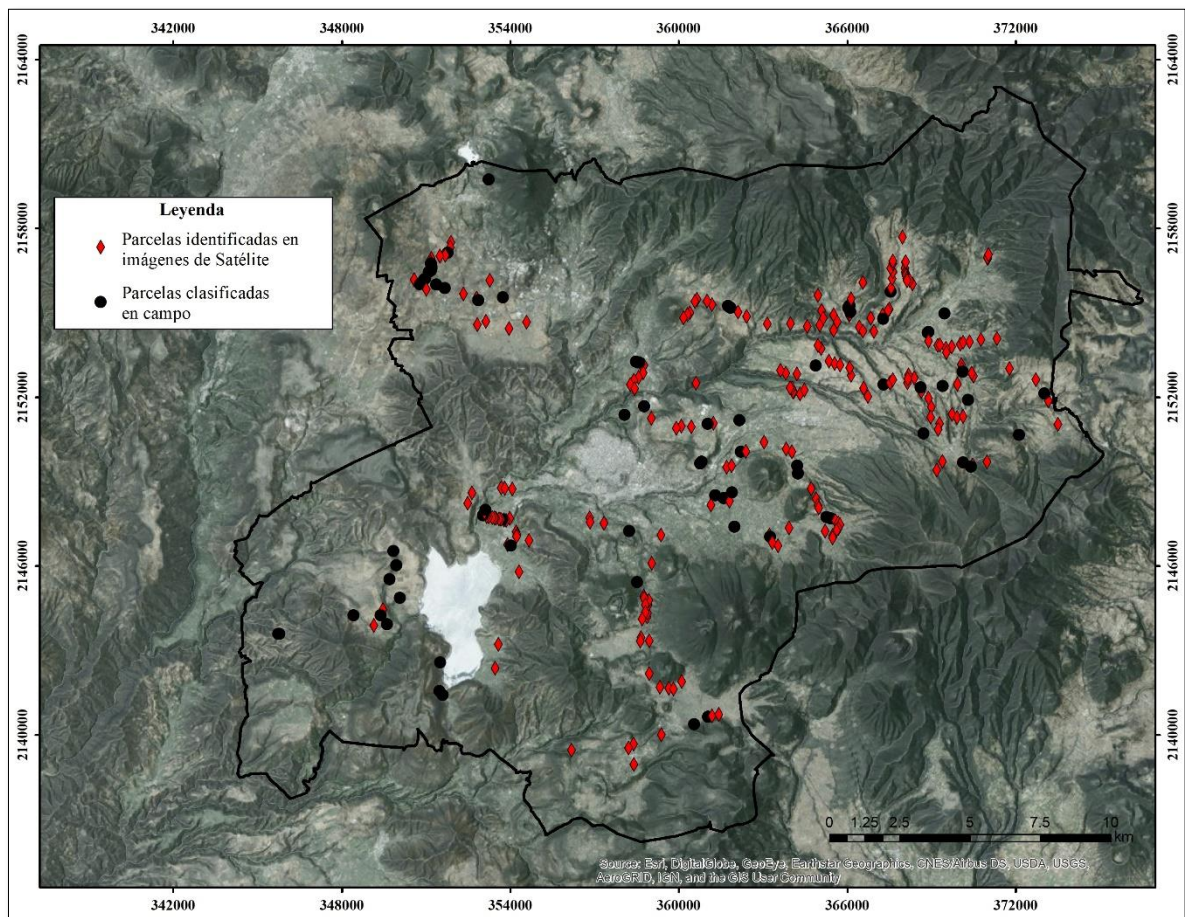 342000 348000 354000 360000 366000 372000
2164000 2164000
2158000 2158000
2152000 2152000
2146000 2146000
2140000 2140000
Leyenda
Parcelas identificadas en
imágenes de Satélite
Parcelas clasificadas
en campo
0 1.25 2.5 5 7.5 10
km
Source: Esri, DigitalGlobe, GeoEye, Earthstar Geographics, CNES/Airbus DS, USDA, USGS,
AeroGRID, IGN, and the GIS User Community
342000 348000 354000 360000 366000 372000